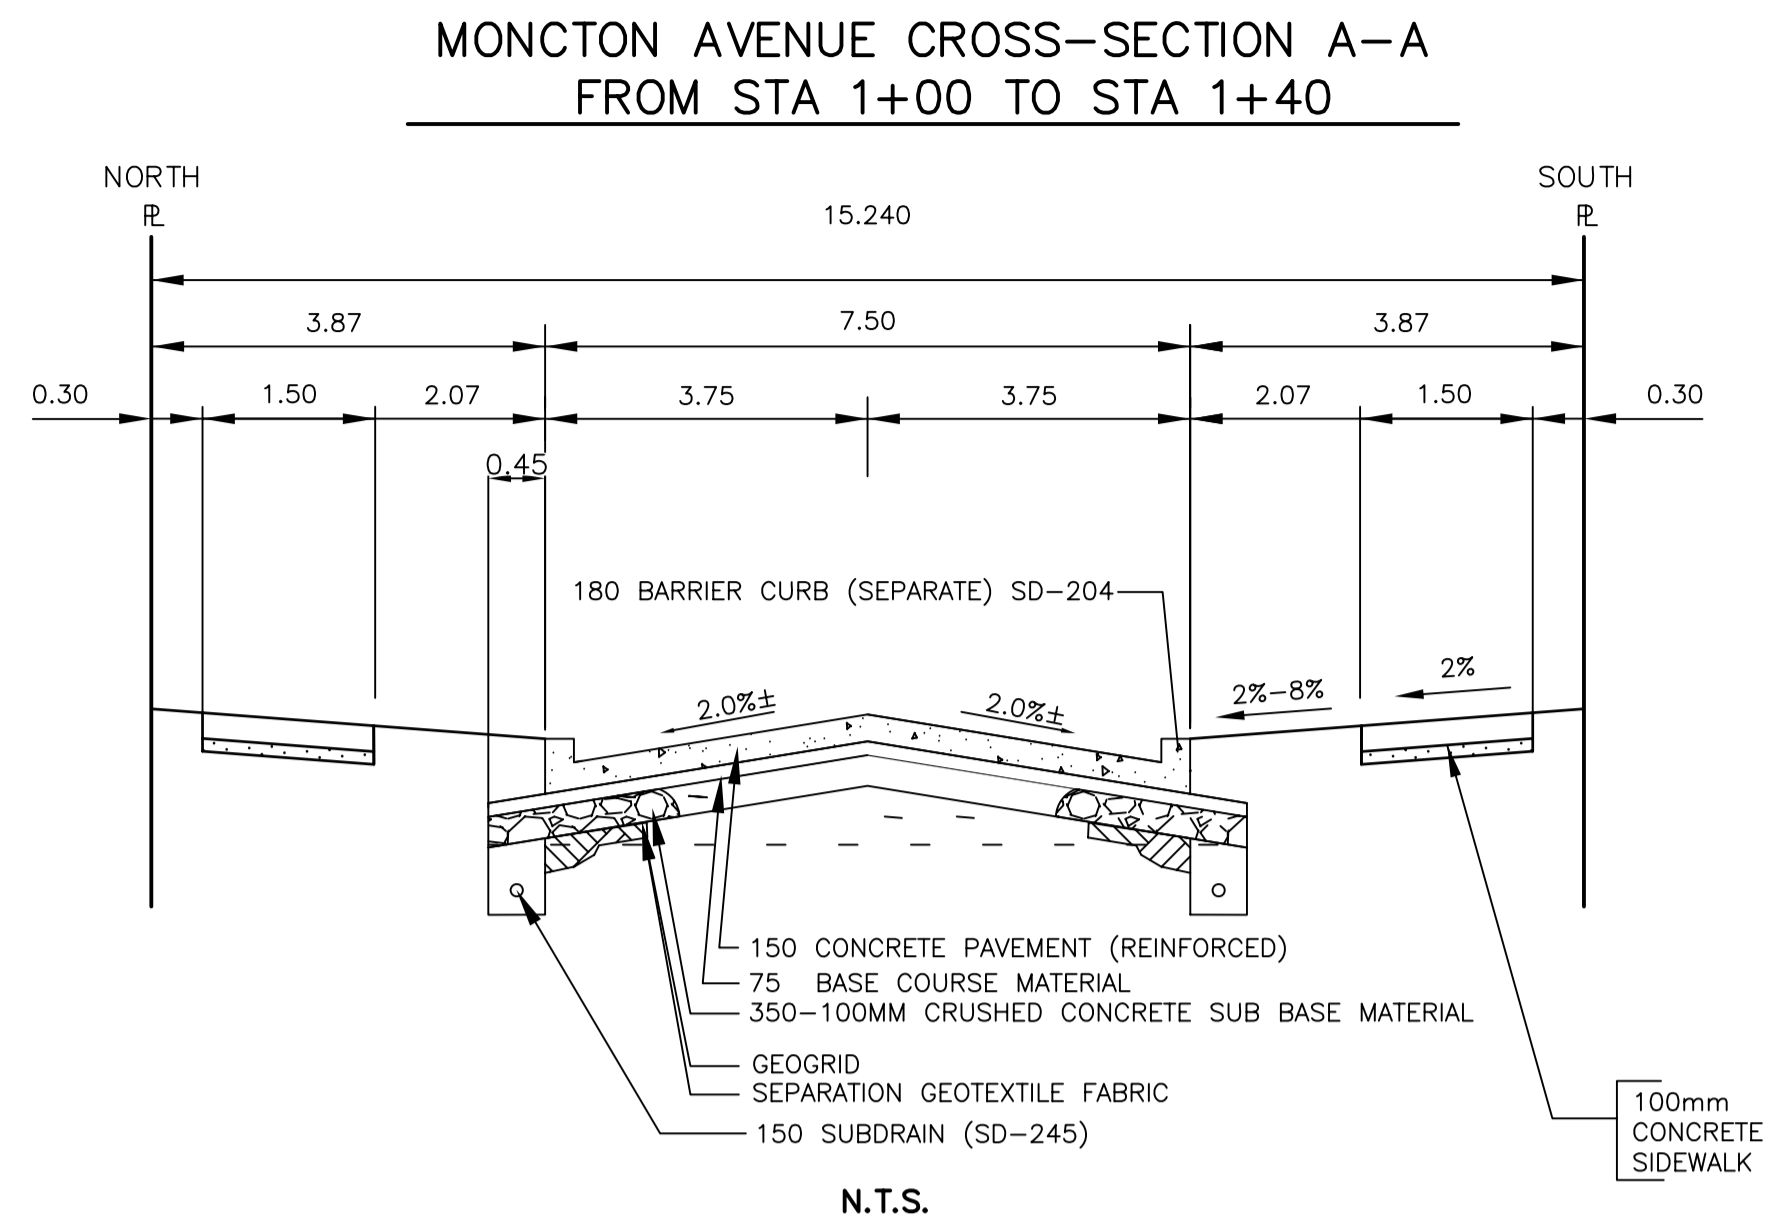 MONCTON AVENUE CROSS-SECTION A-A
FROM STA 1+00 TO STA 1+40
NORTH
SOUTH
℄
℄
15.240
3.87
7.50
3.87
0.30
1.50
2.07
3.75
3.75
2.07
1.50
0.30
0.45
180 BARRIER CURB (SEPARATE) SD-204
2.0%±
2.0%±
2%-8%
2%
150 CONCRETE PAVEMENT (REINFORCED)
75 BASE COURSE MATERIAL
350-100MM CRUSHED CONCRETE SUB BASE MATERIAL
GEOGRID
SEPARATION GEOTEXTILE FABRIC
150 SUBDRAIN (SD-245)
100mm
CONCRETE
SIDEWALK
N.T.S.